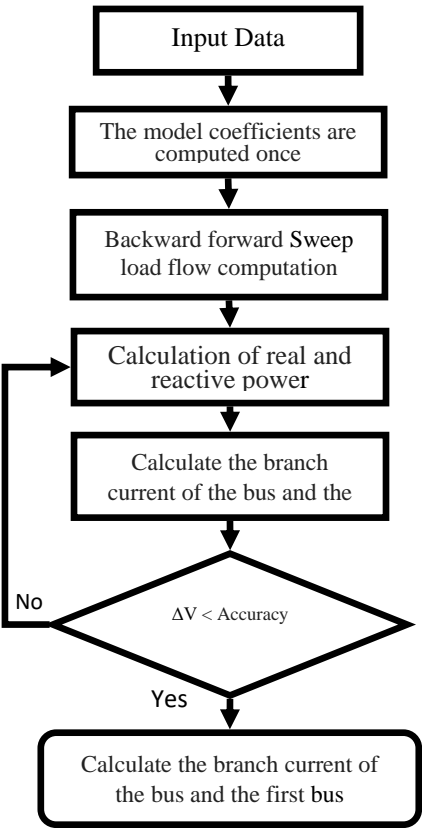 Input Data
The model coefficients are
computed once
Backward forward Sweep
load flow computation
Calculation of real and
reactive power
Calculate the branch
current of the bus and the
ΔV < Accuracy
No
Yes
Calculate the branch current of
the bus and the first bus